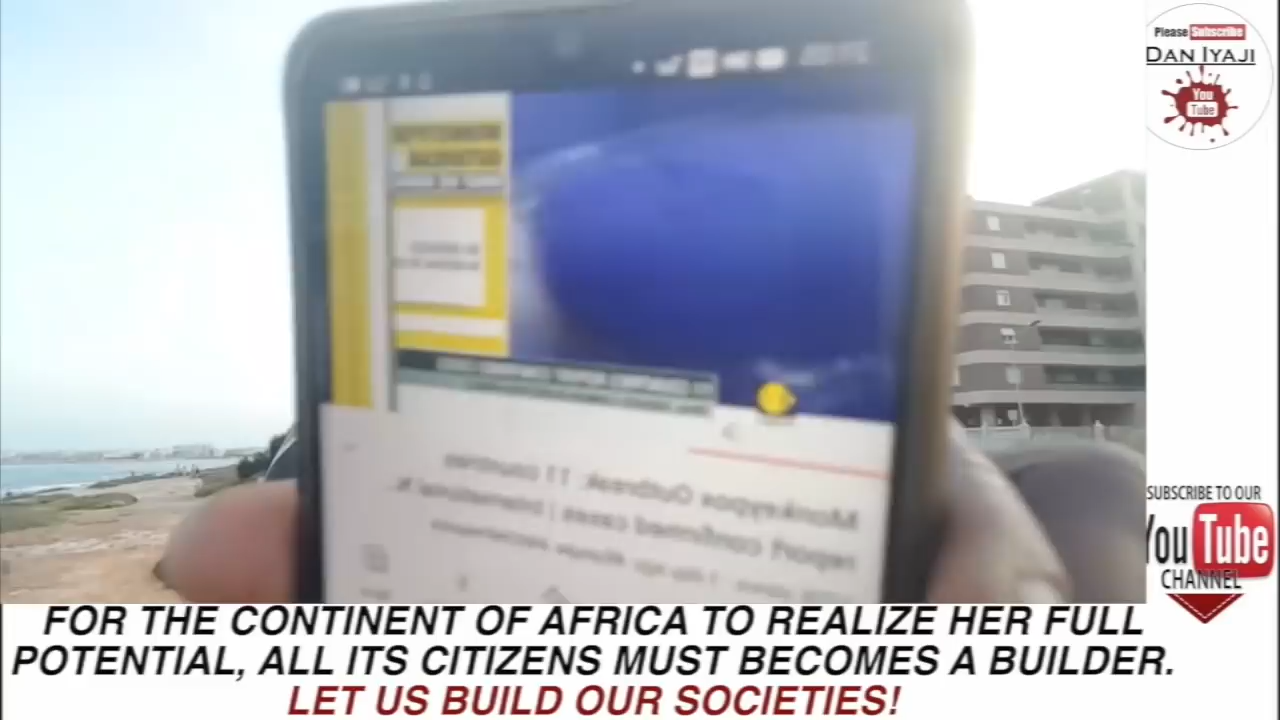 Please Subscribe
DAN IYAJI
You
Tube
Monkeypox Outbreak: 11 countries
report confirmed cases | International N
SUBSCRIBE TO OUR
You Tube
CHANNEL
FOR THE CONTINENT OF AFRICA TO REALIZE HER FULL
POTENTIAL, ALL ITS CITIZENS MUST BECOMES A BUILDER.
LET US BUILD OUR SOCIETIES!